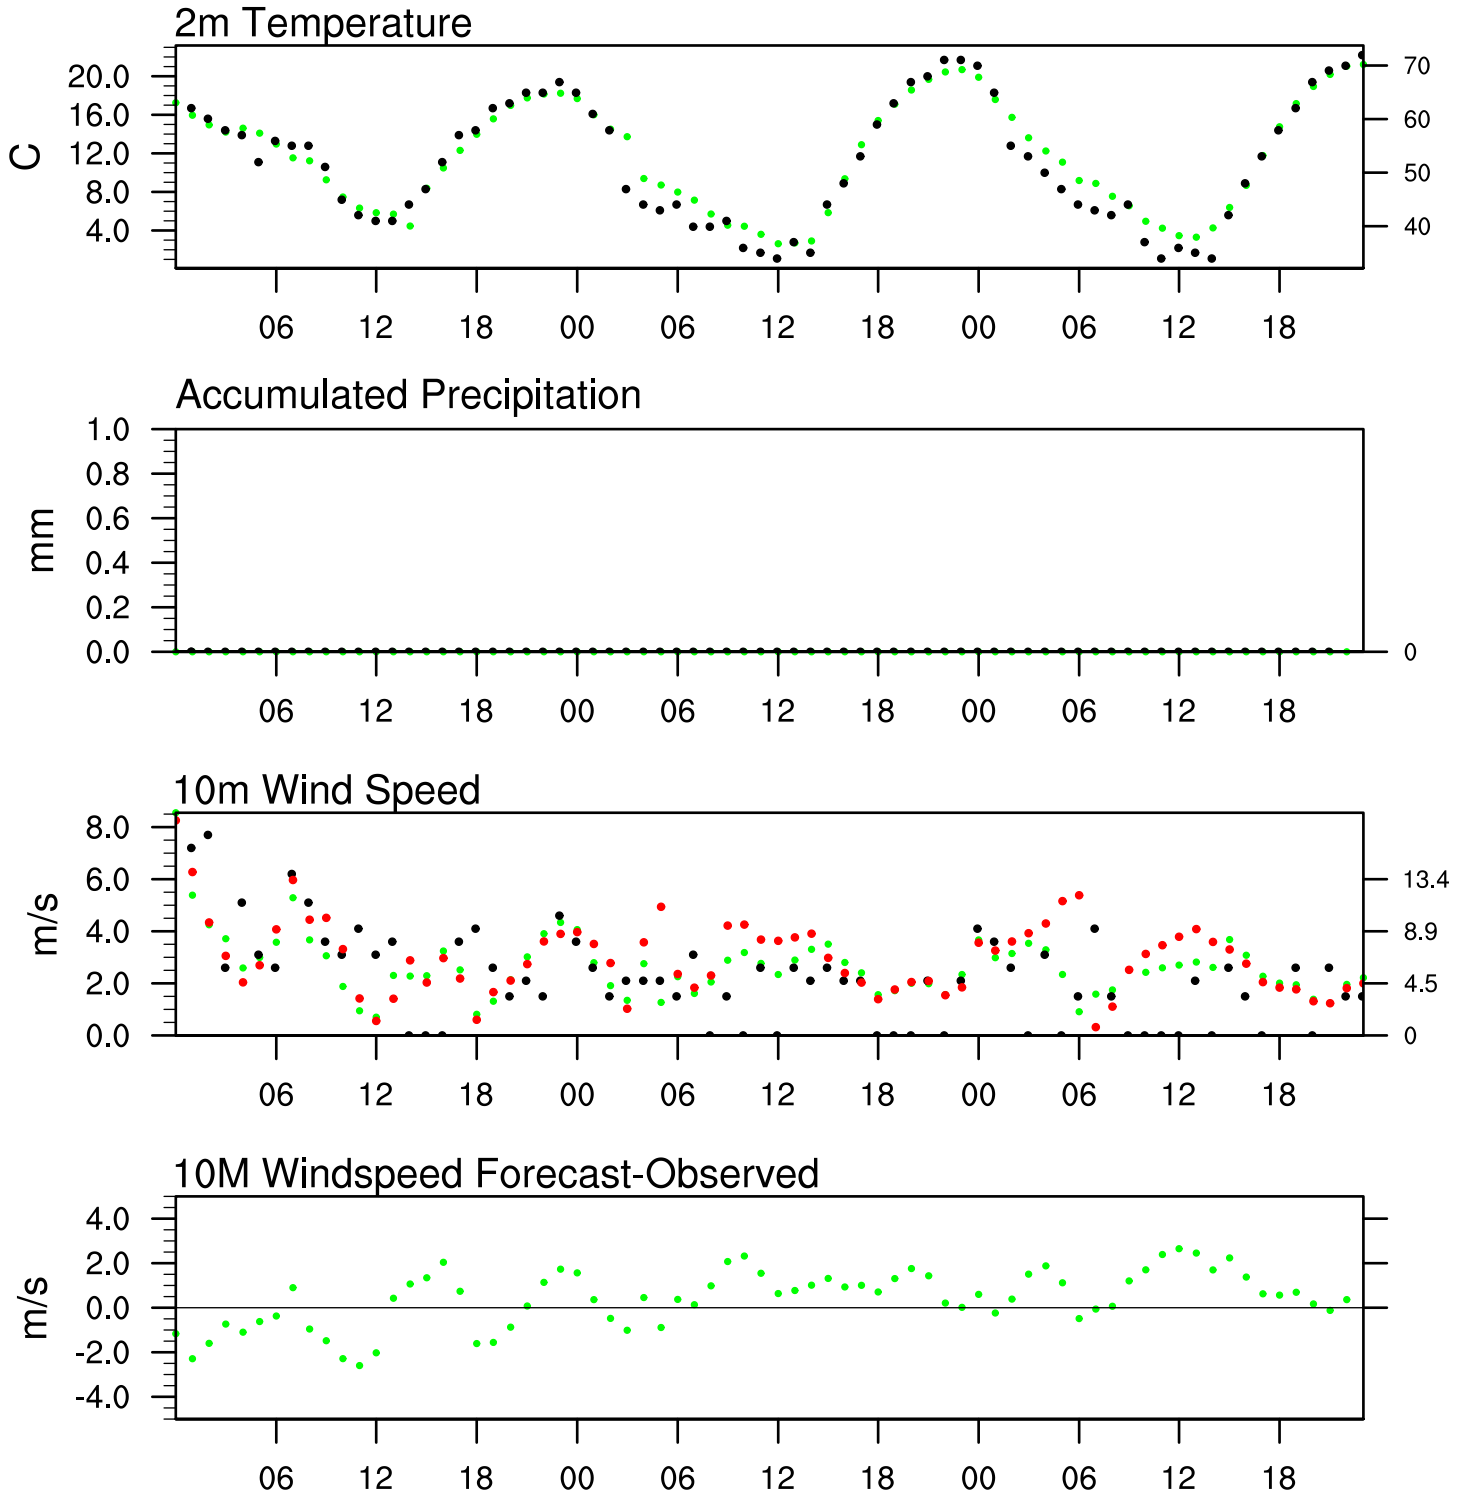 2m Temperature
20.0
16.0
12.0
8.0
4.0
C
70
60
50
40
06 12 18 00 06 12 18 00 06 12 18
Accumulated Precipitation
1.0
0.8
0.6
0.4
0.2
0.0
mm
0
06 12 18 00 06 12 18 00 06 12 18
10m Wind Speed
8.0
6.0
4.0
2.0
0.0
m/s
13.4
8.9
4.5
0
06 12 18 00 06 12 18 00 06 12 18
10M Windspeed Forecast-Observed
4.0
2.0
0.0
-2.0
-4.0
m/s
06 12 18 00 06 12 18 00 06 12 18